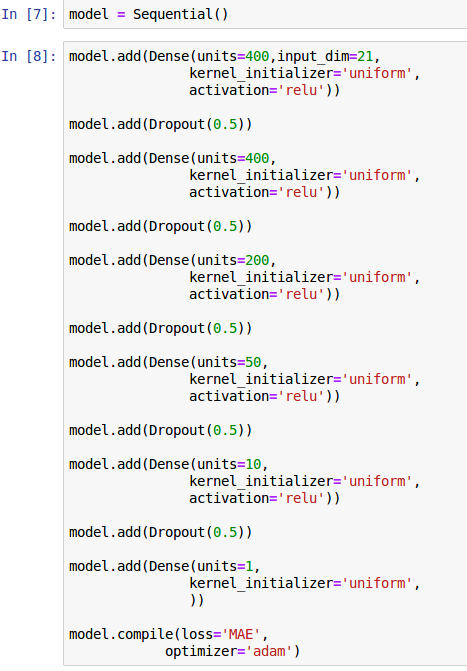 In [7]: model = Sequential()
In [8]: model.add(Dense(units=400,input_dim=21,
               kernel_initializer='uniform',
               activation='relu'))

model.add(Dropout(0.5))

model.add(Dense(units=400,
               kernel_initializer='uniform',
               activation='relu'))

model.add(Dropout(0.5))

model.add(Dense(units=200,
               kernel_initializer='uniform',
               activation='relu'))

model.add(Dropout(0.5))

model.add(Dense(units=50,
               kernel_initializer='uniform',
               activation='relu'))

model.add(Dropout(0.5))

model.add(Dense(units=10,
               kernel_initializer='uniform',
               activation='relu'))

model.add(Dropout(0.5))

model.add(Dense(units=1,
               kernel_initializer='uniform',
               ))

model.compile(loss='MAE',
            optimizer='adam')